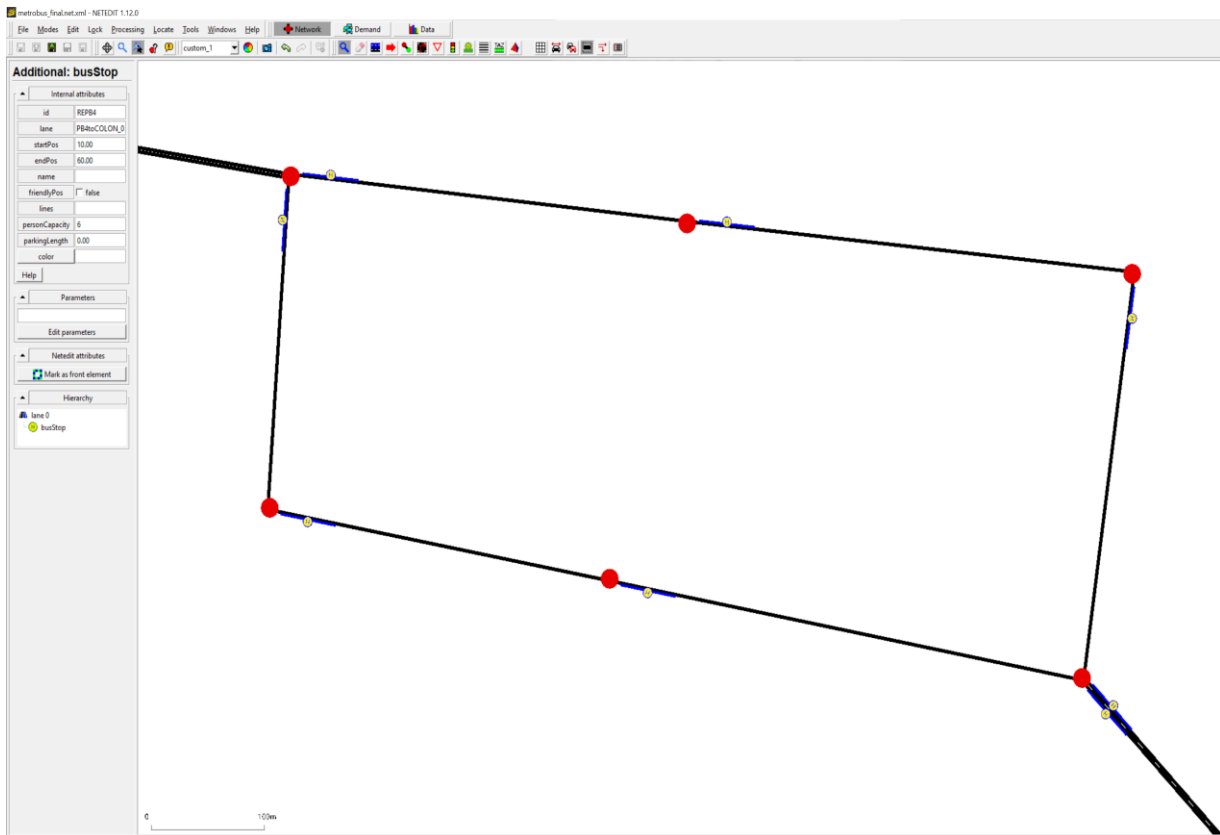 metrobus_final.net.xml - NETEDIT 1.12.0
File Modes Edit Lock Processing Locate Tools Windows Help Network Demand Data
custom_1 TAZ
Additional: busStop
Internal attributes
id REPB4
lane PB4toCOLON_0
startPos 10.00
endPos 60.00
name
friendlyPos false
lines
personCapacity 6
parkingLength 0.00
color
Help
Parameters
Edit parameters
Netedit attributes
Mark as front element
Hierarchy
lane 0
busStop
0 100m